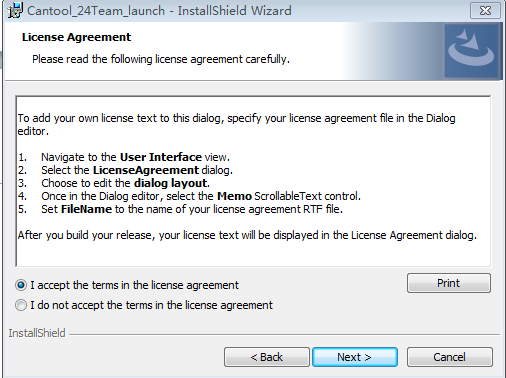 Cantool_24Team_launch - InstallShield Wizard
License Agreement
Please read the following license agreement carefully.
To add your own license text to this dialog, specify your license agreement file in the Dialog
editor.
1. Navigate to the User Interface view.
2. Select the LicenseAgreement dialog.
3. Choose to edit the dialog layout.
4. Once in the Dialog editor, select the Memo ScrollableText control.
5. Set FileName to the name of your license agreement RTF file.
After you build your release, your license text will be displayed in the License Agreement dialog.
I accept the terms in the license agreement
Print
I do not accept the terms in the license agreement
InstallShield
< Back
Next >
Cancel